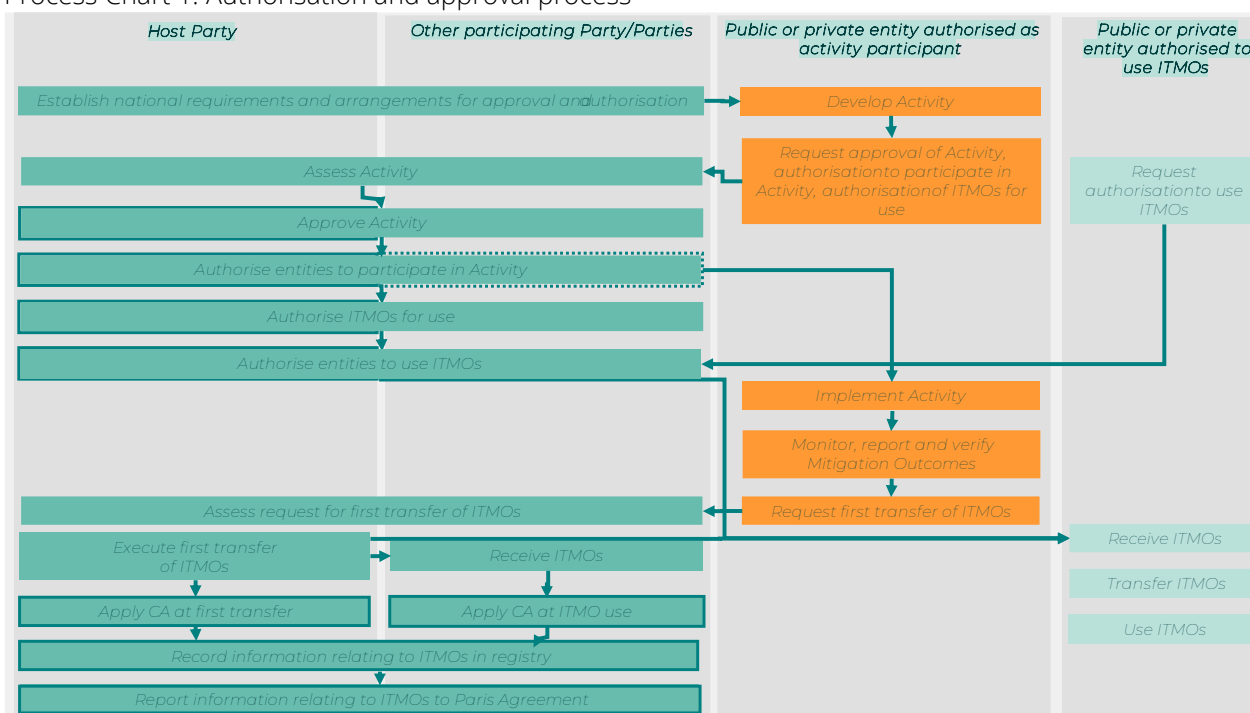 Process Chart 1: Authorisation and approval process
Host Party
Other participating Party/Parties
Public or private entity authorised as
activity participant
Public or private
entity authorised to
use ITMOs
Establish national requirements and arrangements for approval and authorisation
Develop Activity
Request approval of Activity,
authorisationto participate in
Activity, authorisationof ITMOs for
use
Assess Activity
Request
authorisationto use
ITMOs
Approve Activity
Authorise entities to participate in Activity
Authorise ITMOs for use
Authorise entities to use ITMOs
Implement Activity
Monitor, report and verify
Mitigation Outcomes
Assess request for first transfer of ITMOs
Request first transfer of ITMOs
Execute first transfer
of ITMOs
Receive ITMOs
Receive ITMOs
Transfer ITMOs
Apply CA at first transfer
Apply CA at ITMO use
Use ITMOs
Record information relating to ITMOs in registry
Report information relating to ITMOs to Paris Agreement